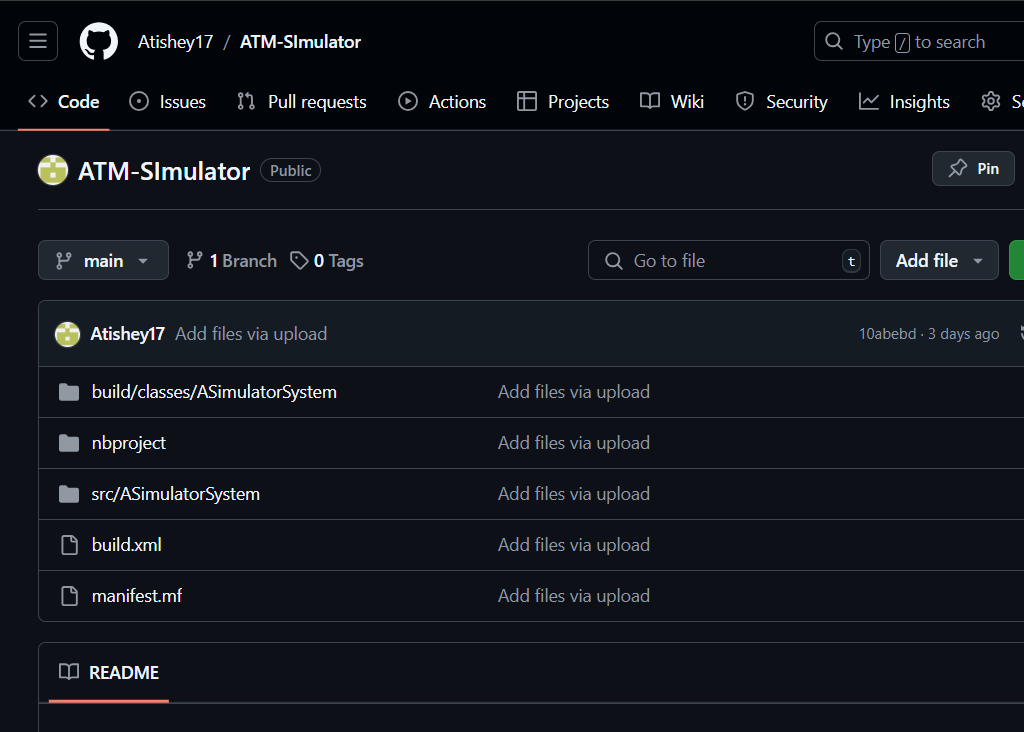 Atishey17 / ATM-SImulator
Type / to search
Code Issues Pull requests Actions Projects Wiki Security Insights
ATM-SImulator Public
Pin
main 1 Branch 0 Tags
Go to file t
Add file
Atishey17 Add files via upload 10abebd · 3 days ago
build/classes/ASimulatorSystem Add files via upload
nbproject Add files via upload
src/ASimulatorSystem Add files via upload
build.xml Add files via upload
manifest.mf Add files via upload
README